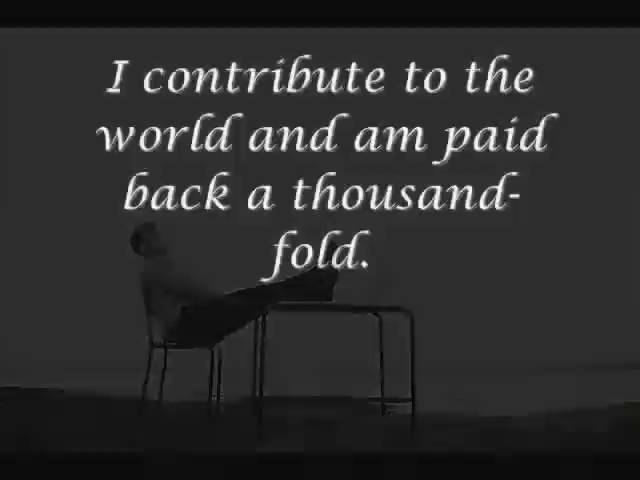 I contribute to the
world and am paid
back a thousand-
fold.